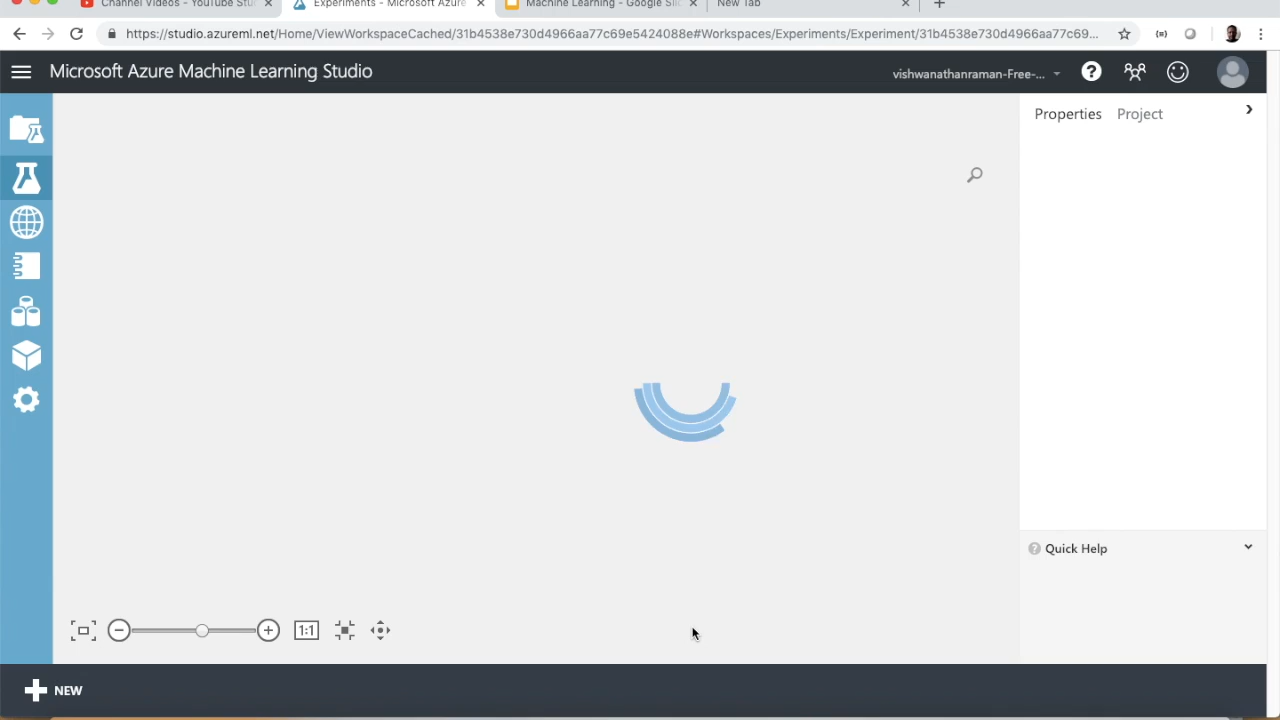 Channel Videos - YouTube Stu
Experiments - Microsoft Azure
Machine Learning - Google Slid
New Tab
https://studio.azureml.net/Home/ViewWorkspaceCached/31b4538e730d4966aa77c69e5424088e#Workspaces/Experiments/Experiment/31b4538e730d4966aa77c69...
Microsoft Azure Machine Learning Studio
vishwanathanraman-Free-...
Properties Project
Quick Help
1:1
NEW